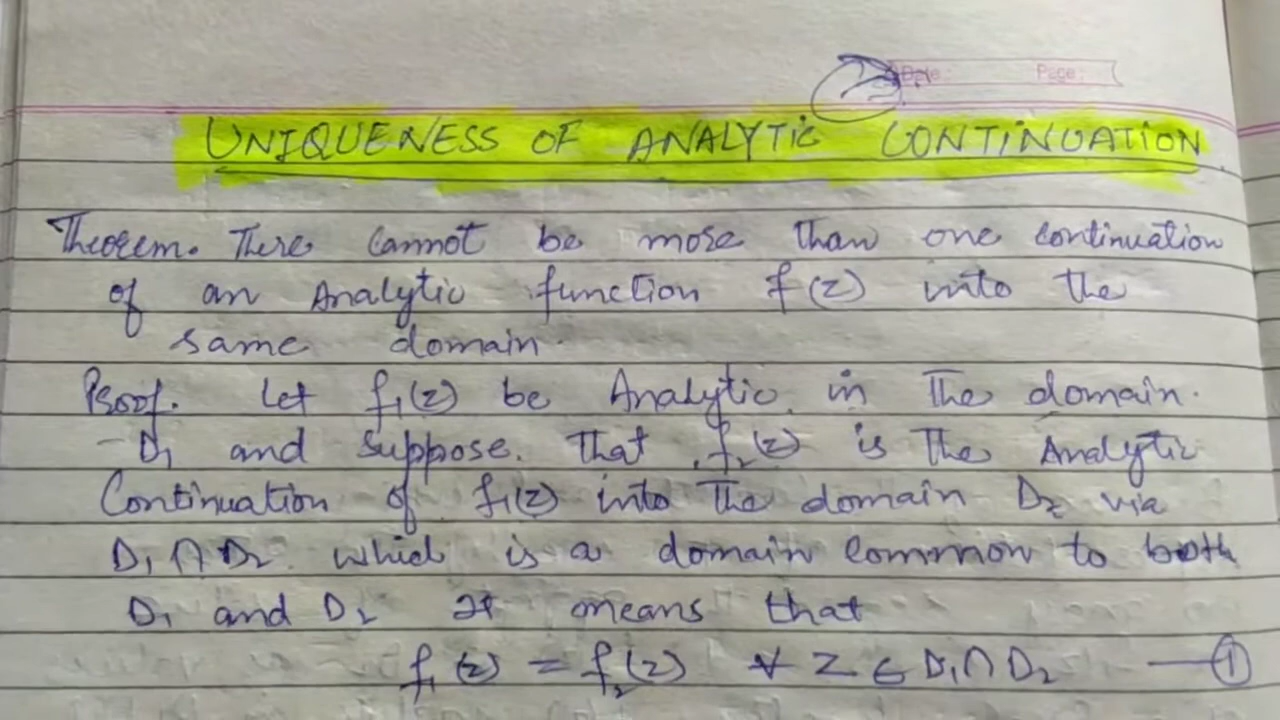 Date: Page:
UNIQUENESS OF ANALYTIC CONTINUATION
Theorem. There cannot be more than one continuation
of an Analytic function f(z) into the
same domain.
Proof. Let f₁(z) be Analytic in the domain.
D₁ and suppose. that f₂(z) is the Analytic
Continuation of f₁(z) into the domain D₂ via
D₁ ∩ D₂ which is a domain common to both
D₁ and D₂ It means that
f₁(z) = f₂(z) ∀ z ∈ D₁ ∩ D₂ —①